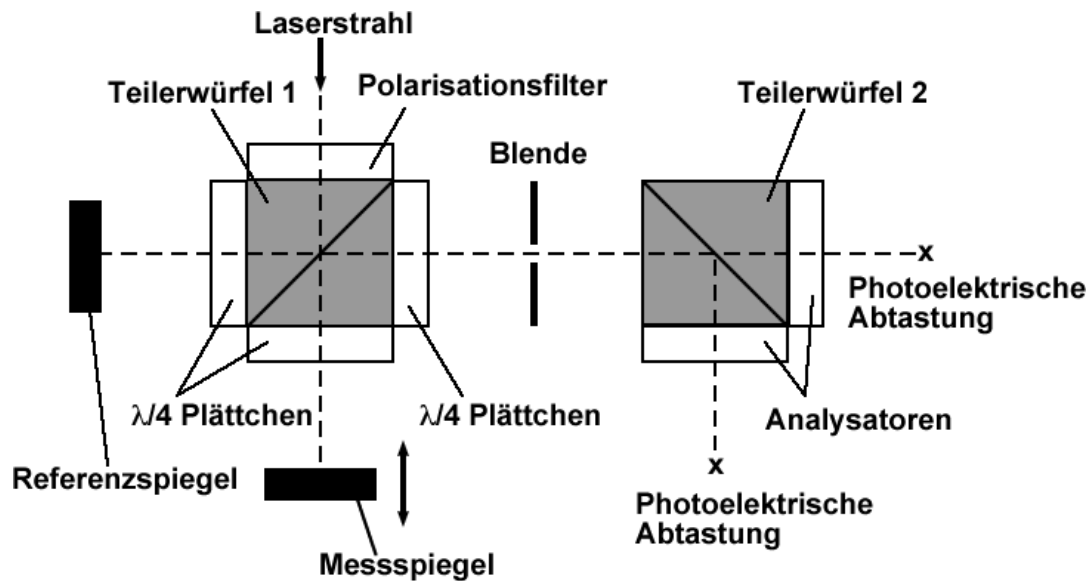 Laserstrahl
Teilerwürfel 1
Polarisationsfilter
Teilerwürfel 2
Blende
x
Photoelektrische
Abtastung
λ/4 Plättchen
λ/4 Plättchen
Analysatoren
Referenzspiegel
x
Photoelektrische
Abtastung
Messspiegel